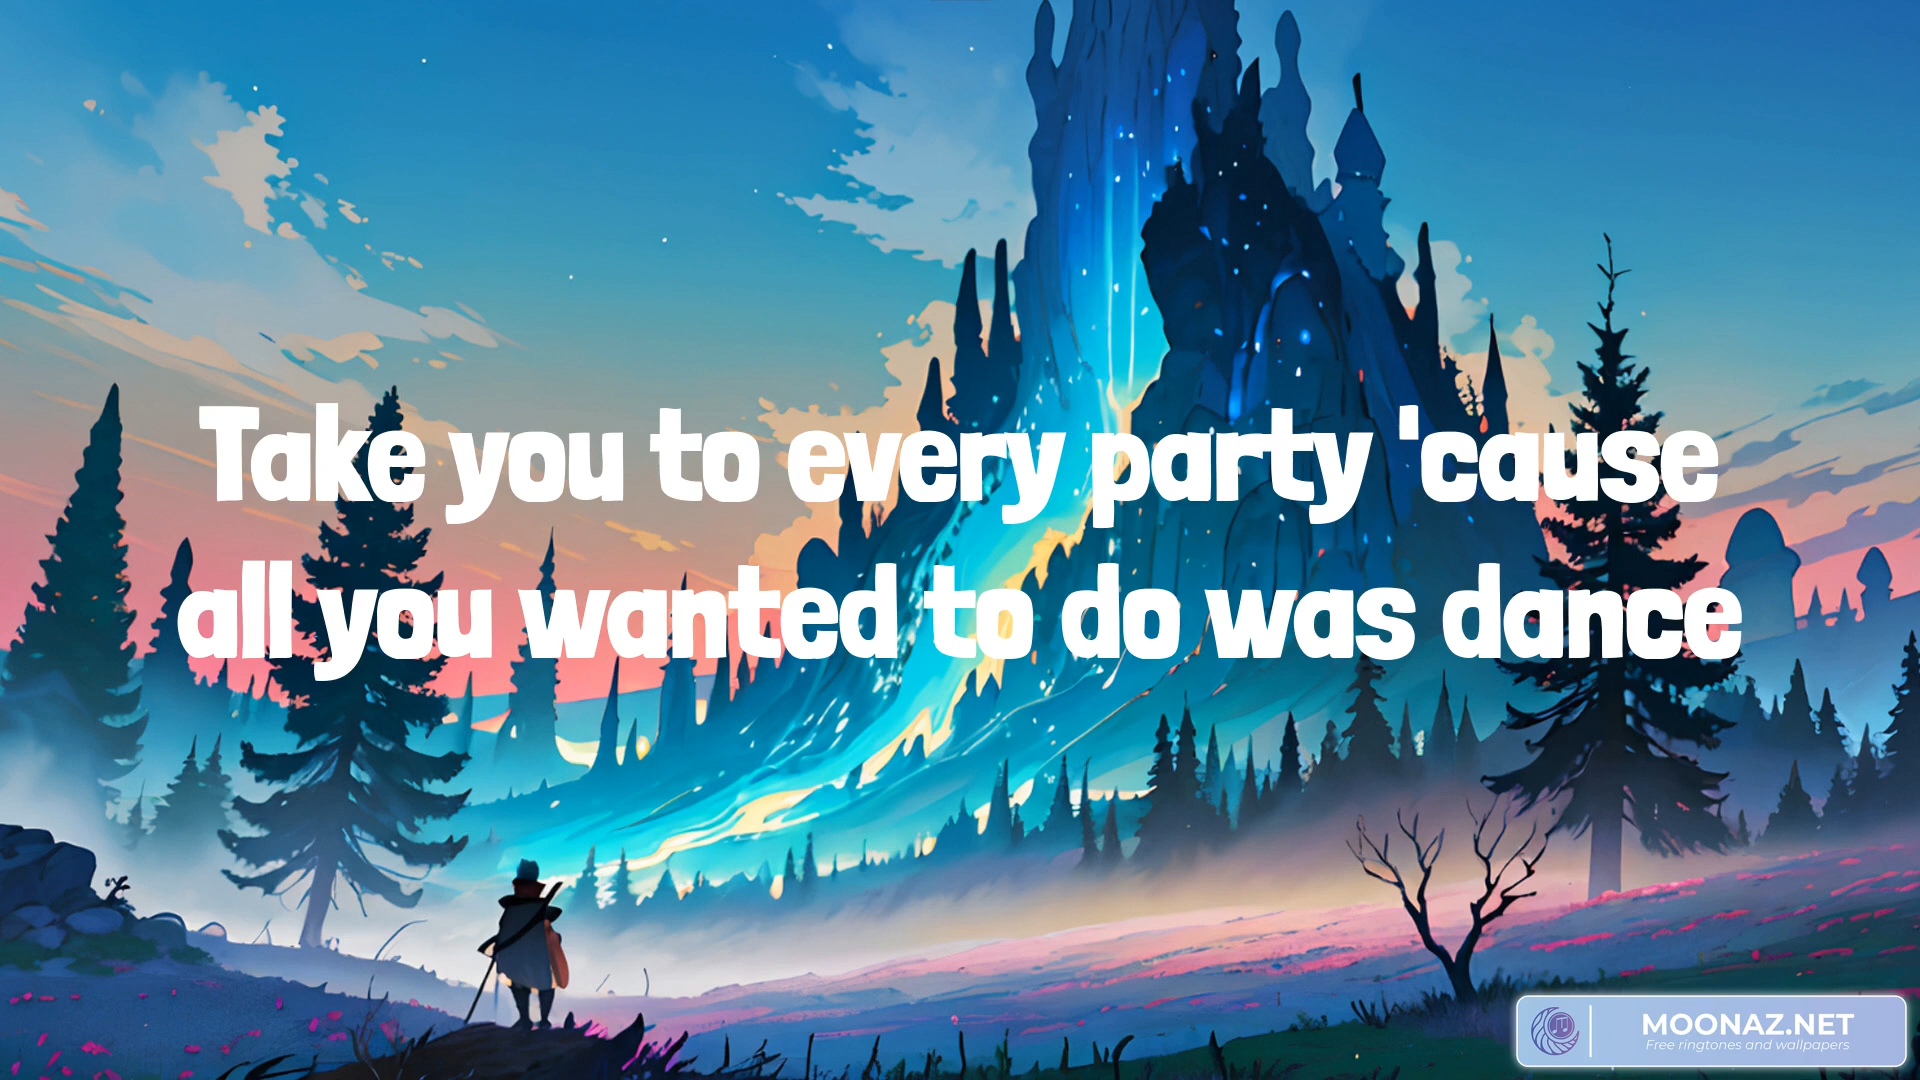 Take you to every party 'cause
all you wanted to do was dance
MOONAZ.NET
Free ringtones and wallpapers